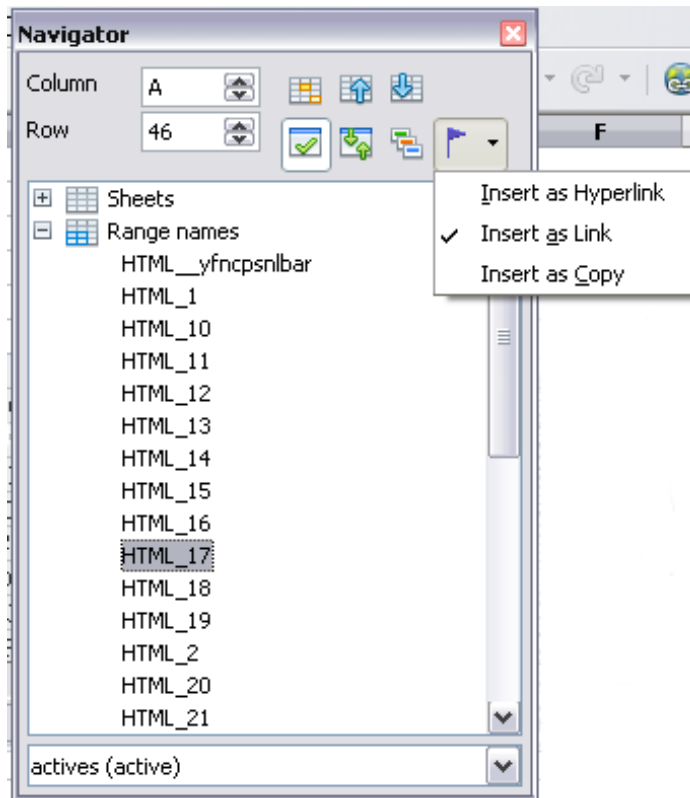 Navigator
Column A
Row 46
F
Insert as Hyperlink
Insert as Link
Insert as Copy
Sheets
Range names
HTML__yfncpsnlbar
HTML_1
HTML_10
HTML_11
HTML_12
HTML_13
HTML_14
HTML_15
HTML_16
HTML_17
HTML_18
HTML_19
HTML_2
HTML_20
HTML_21
actives (active)